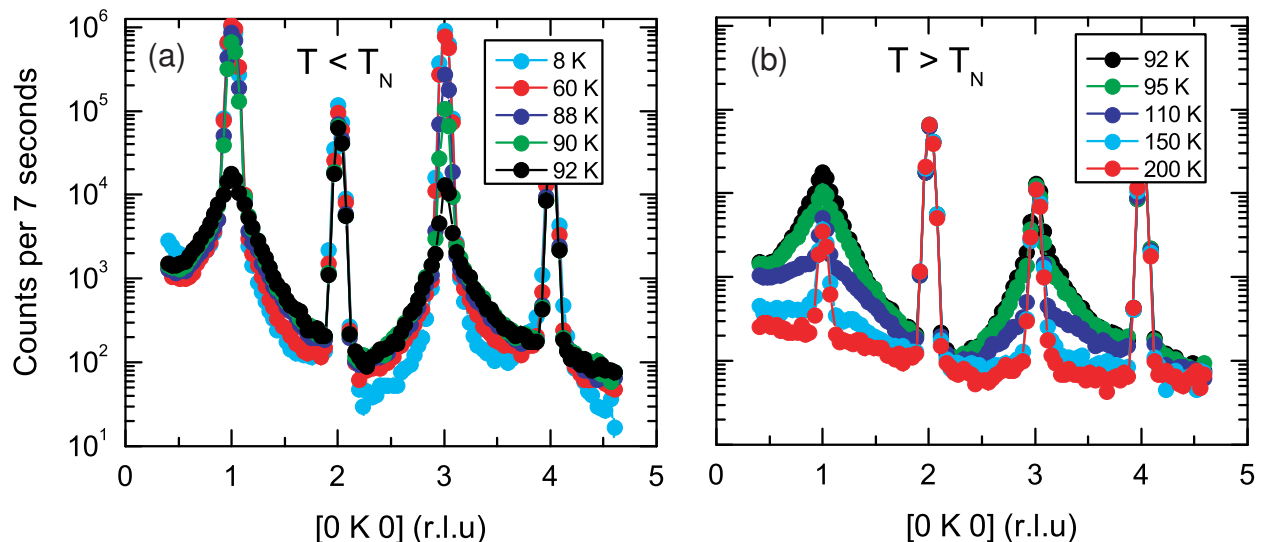 (a)
T < T_N
8 K
60 K
88 K
90 K
92 K
Counts per 7 seconds
10^6
10^5
10^4
10^3
10^2
10^1
0 1 2 3 4 5
[0 K 0] (r.l.u)
(b)
T > T_N
92 K
95 K
110 K
150 K
200 K
0 1 2 3 4 5
[0 K 0] (r.l.u)